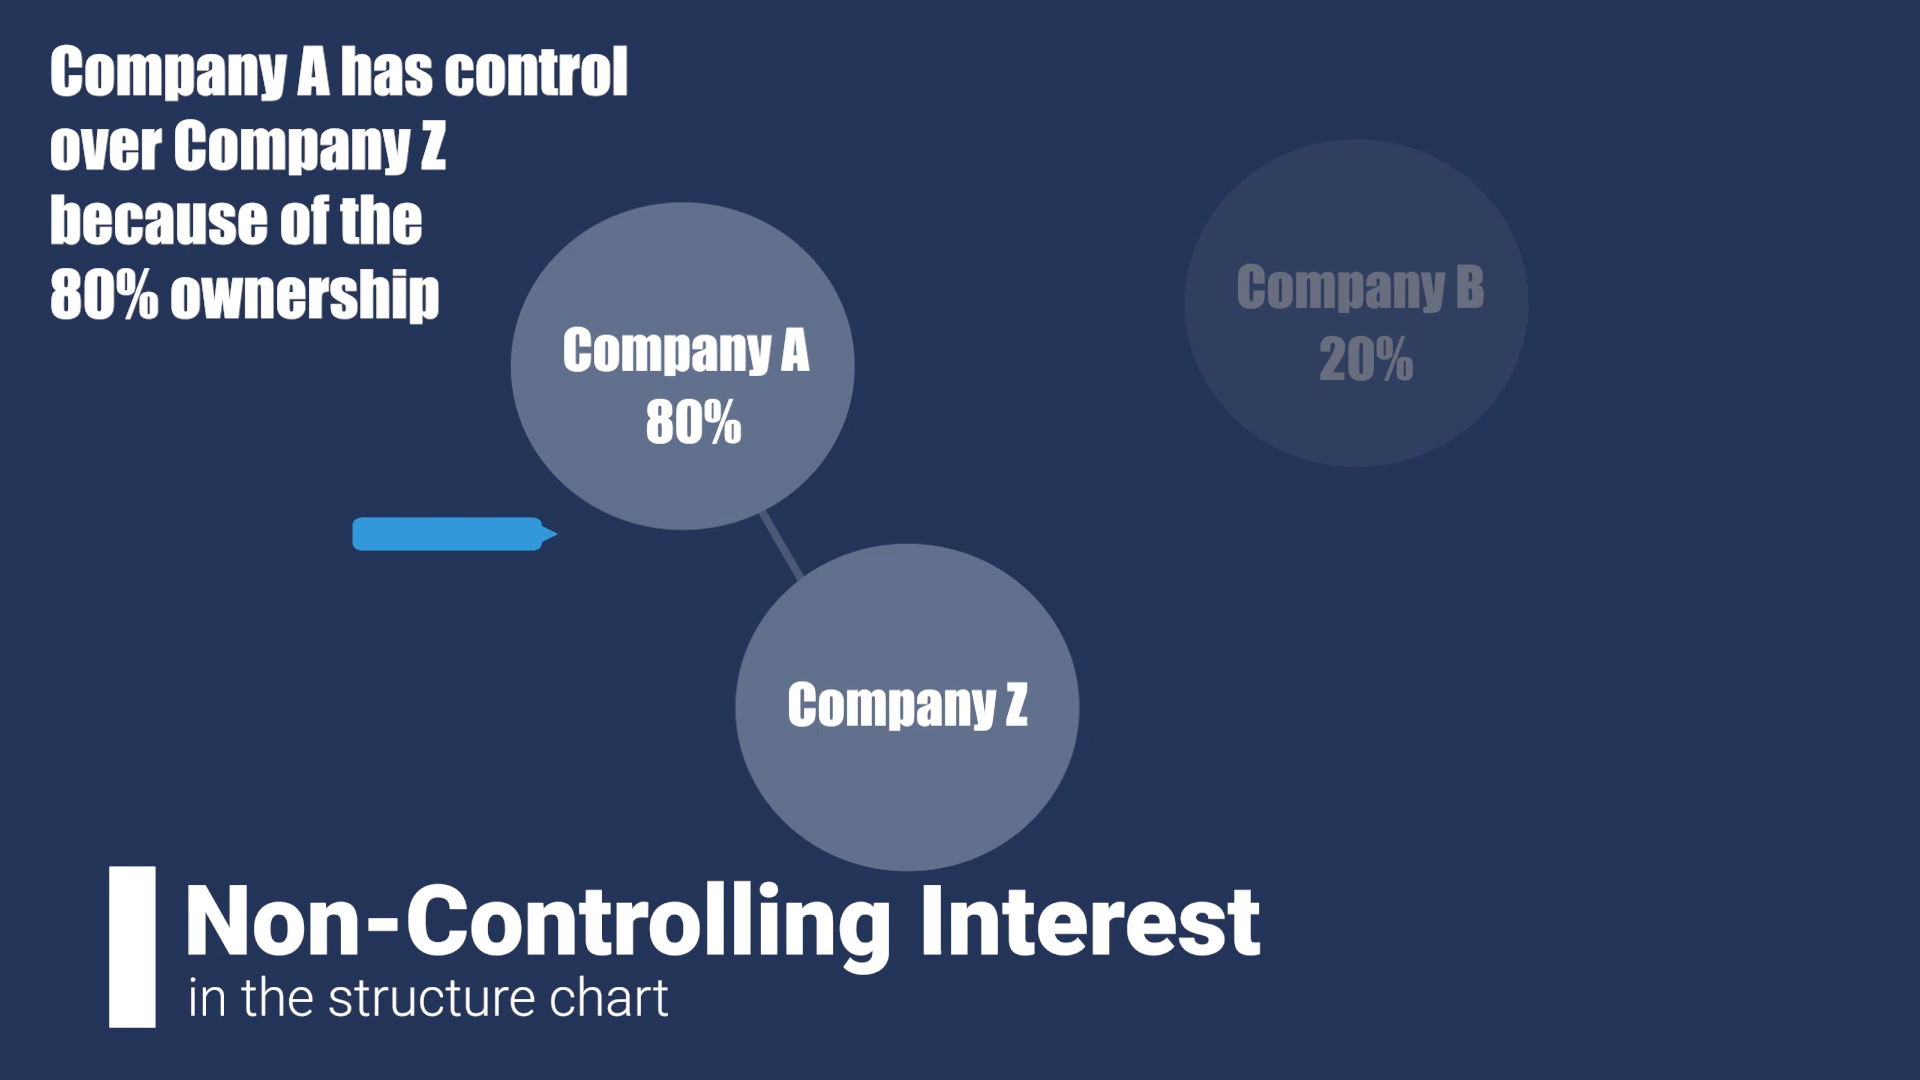 Company A has control
over Company Z
because of the
80% ownership
Company A
80%
Company B
20%
Company Z
Non-Controlling Interest
in the structure chart